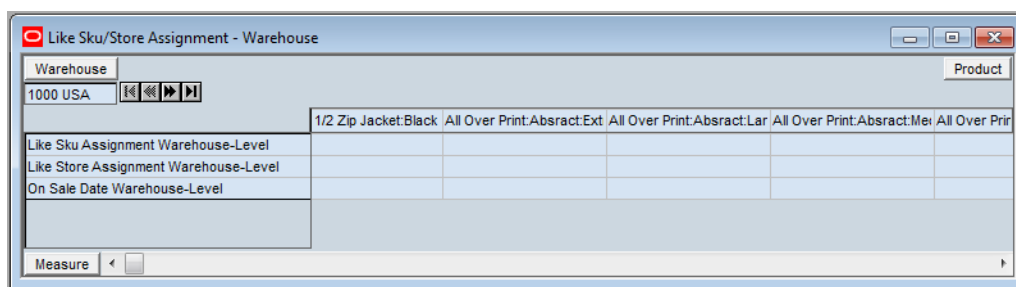 Like Sku/Store Assignment - Warehouse
Warehouse
Product
1000 USA
1/2 Zip Jacket:Black All Over Print:Absract:Ext All Over Print:Absract:Lar All Over Print:Absract:Me All Over Prin
Like Sku Assignment Warehouse-Level
Like Store Assignment Warehouse-Level
On Sale Date Warehouse-Level
Measure